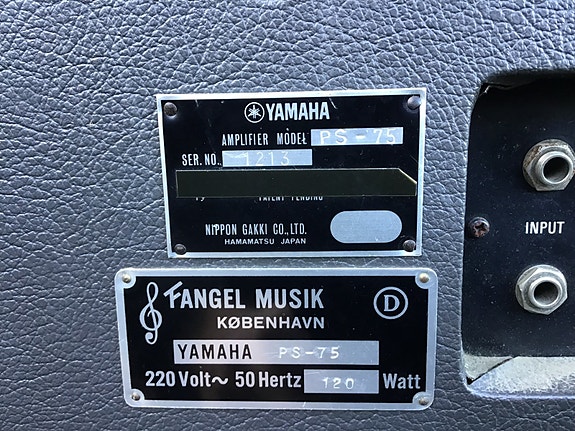 YAMAHA
AMPLIFIER MODEL PS-75
SER. NO. 1213
PATENT PENDING
NIPPON GAKKI CO., LTD.
HAMAMATSU JAPAN
INPUT
FANGEL MUSIK
D
KØBENHAVN
YAMAHA PS-75
220 Volt~ 50 Hertz 120 Watt